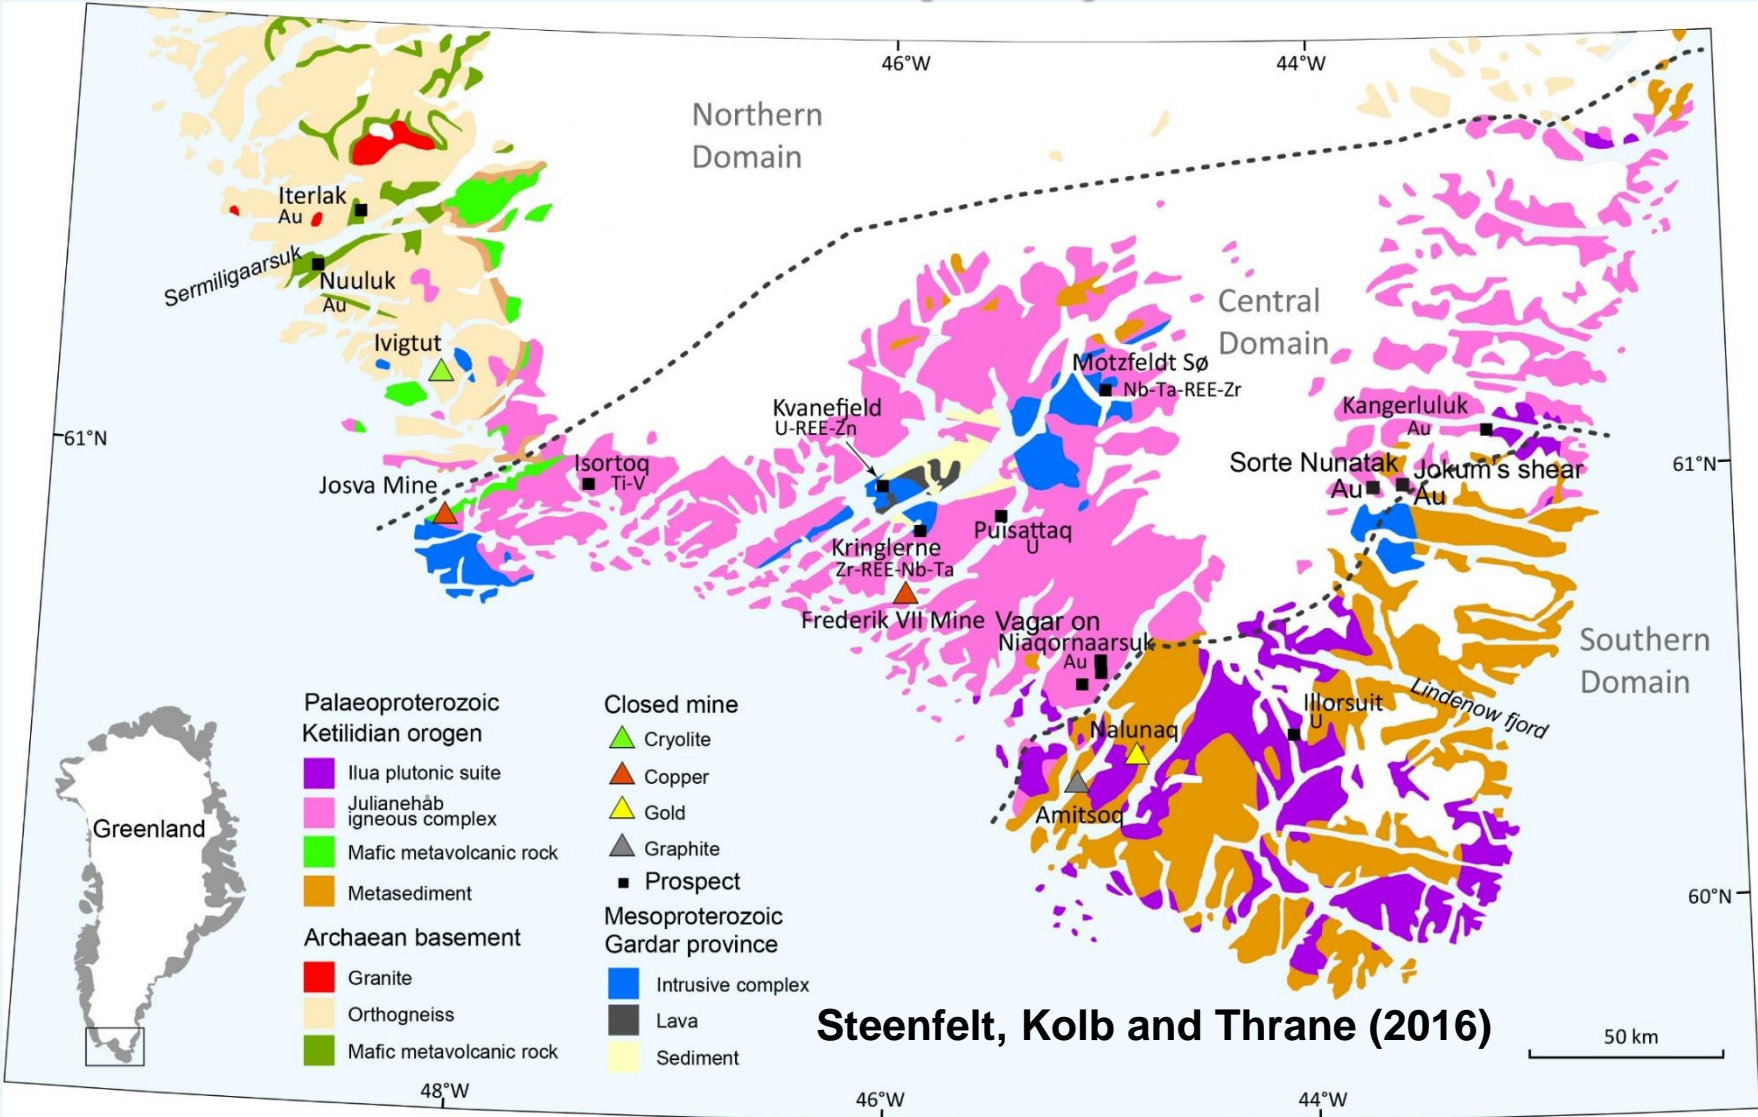 46°W
44°W
Northern
Domain
Iterlak
Au
Sermiligaarsuk
Nuuluk
Au
Ivigtut
Central
Domain
Motzfeldt Sø
Nb-Ta-REE-Zr
Kvanefjeld
U-REE-Zn
Kangerluluk
Au
61°N
Isortoq
Ti-V
Josva Mine
Sorte Nunatak
Au
Jokum's shear
Au
61°N
Puisattaq
U
Kringlerne
Zr-REE-Nb-Ta
Frederik VII Mine
Vagar on
Niaqornaarsuk
Au
Southern
Domain
Lindenow fjord
Illorsuit
U
Nalunaq
Amitsoq
60°N
Greenland
Palaeoproterozoic
Ketilidian orogen
Ilua plutonic suite
Julianehåb
igneous complex
Mafic metavolcanic rock
Metasediment
Archaean basement
Granite
Orthogneiss
Mafic metavolcanic rock
Closed mine
Cryolite
Copper
Gold
Graphite
Prospect
Mesoproterozoic
Gardar province
Intrusive complex
Lava
Sediment
Steenfelt, Kolb and Thrane (2016)
50 km
48°W
46°W
44°W